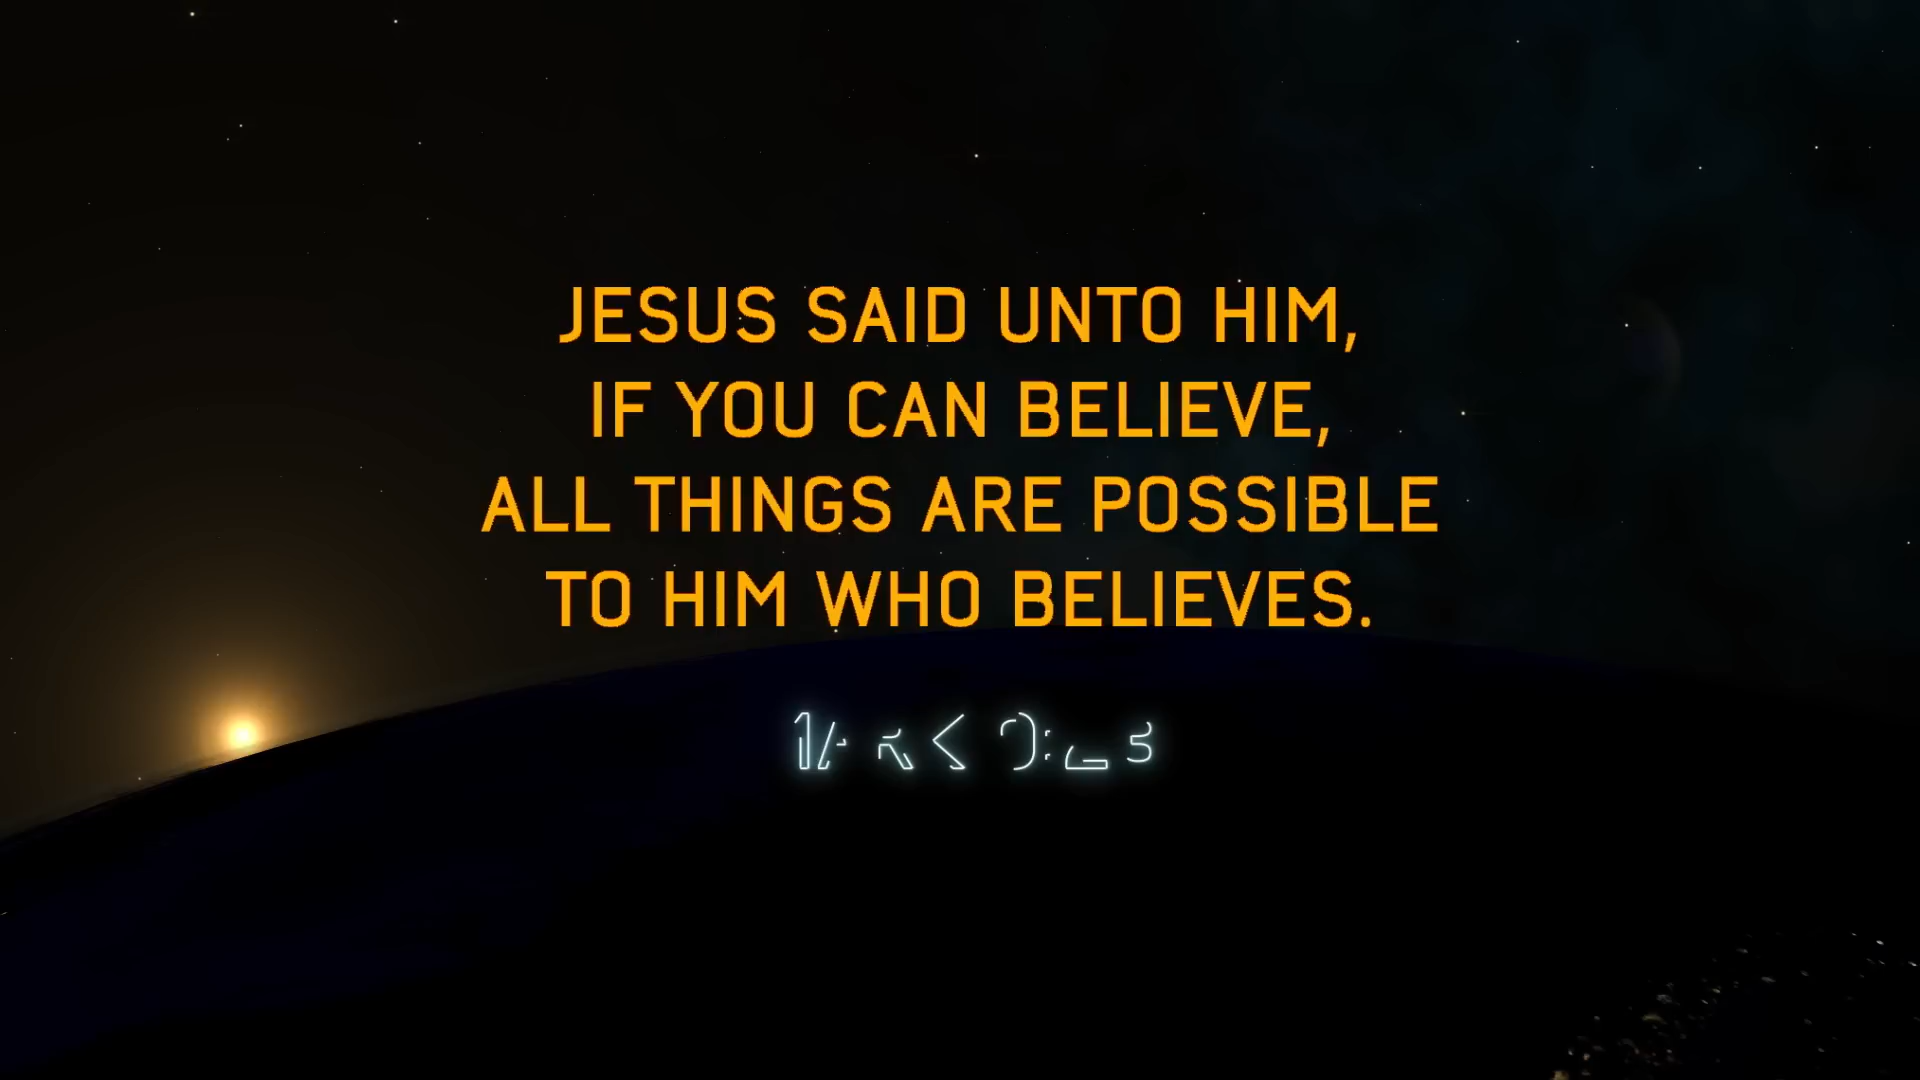 JESUS SAID UNTO HIM,
IF YOU CAN BELIEVE,
ALL THINGS ARE POSSIBLE
TO HIM WHO BELIEVES.